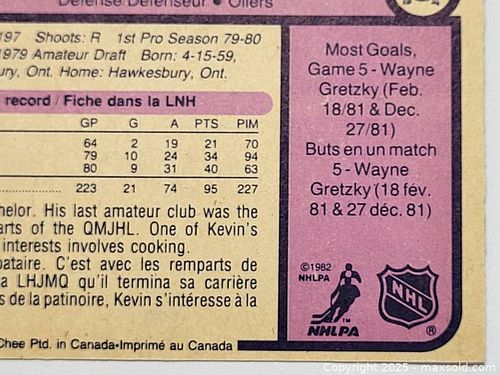 Defense/Défenseur • Oilers
197 Shoots: R 1st Pro Season 79-80
1979 Amateur Draft Born: 4-15-59,
ury, Ont. Home: Hawkesbury, Ont.
record / Fiche dans la LNH
GP G A PTS PIM
64 2 19 21 70
79 10 24 34 94
80 9 31 40 63
223 21 74 95 227
helor. His last amateur club was the
arts of the QMJHL. One of Kevin's
interests involves cooking.
pataire. C'est avec les remparts de
a LHJMQ qu'il termina sa carrière
s de la patinoire, Kevin s'intéresse à la
Chee Ptd. in Canada-Imprimé au Canada
Most Goals,
Game 5 - Wayne
Gretzky (Feb.
18/81 & Dec.
27/81)
Buts en un match
5 - Wayne
Gretzky (18 fév.
81 & 27 déc. 81)
©1982
NHLPA
NHLPA
NHL
®
Copyright 2025 - maxsold.com